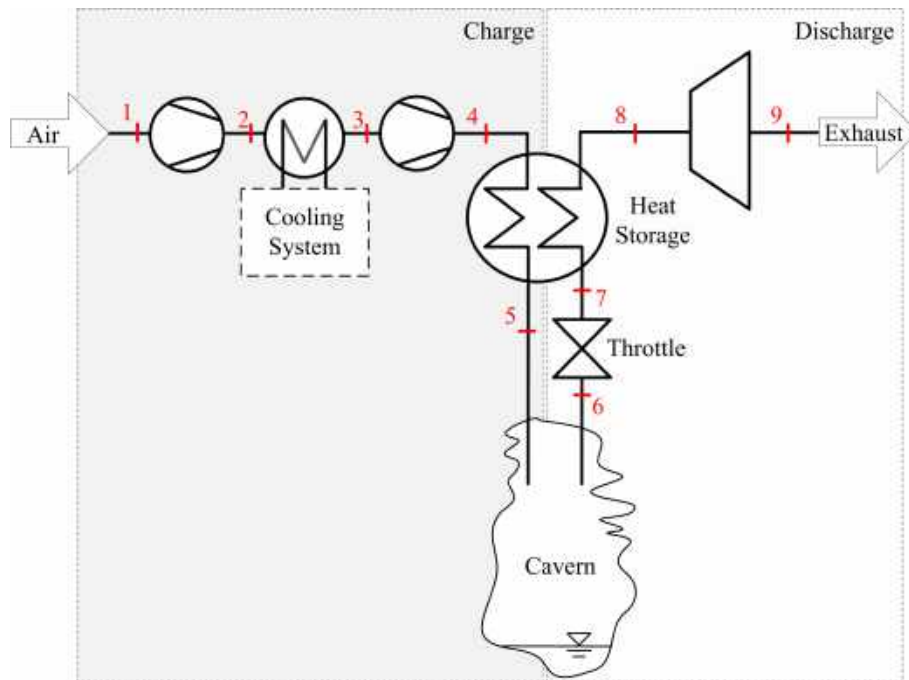 Charge
Discharge
1
2
3
4
8
9
Air
Exhaust
Cooling
System
Heat
Storage
7
5
Throttle
6
Cavern